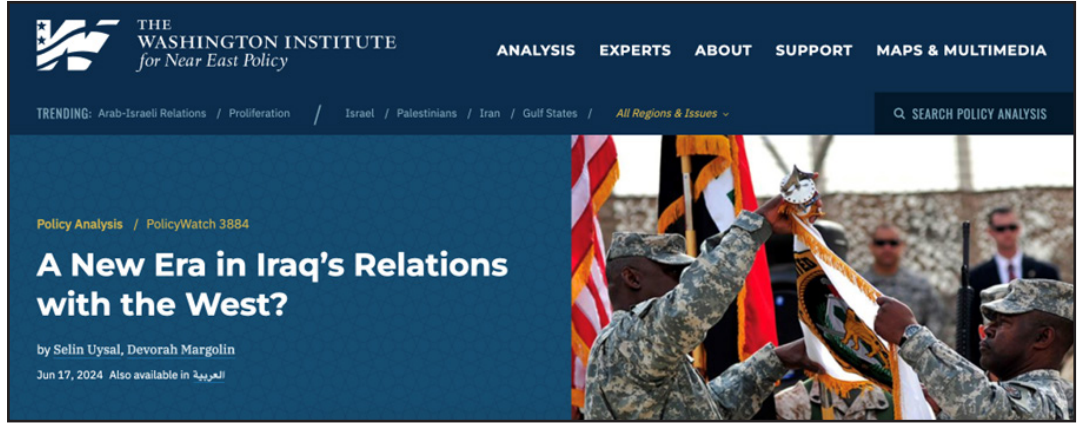 THE
WASHINGTON INSTITUTE
for Near East Policy
ANALYSIS EXPERTS ABOUT SUPPORT MAPS & MULTIMEDIA
TRENDING: Arab-Israeli Relations / Proliferation / Israel / Palestinians / Iran / Gulf States / All Regions & Issues
SEARCH POLICY ANALYSIS
Policy Analysis / PolicyWatch 3884
A New Era in Iraq’s Relations
with the West?
by Selin Uysal, Devorah Margolin
Jun 17, 2024 Also available in العربية